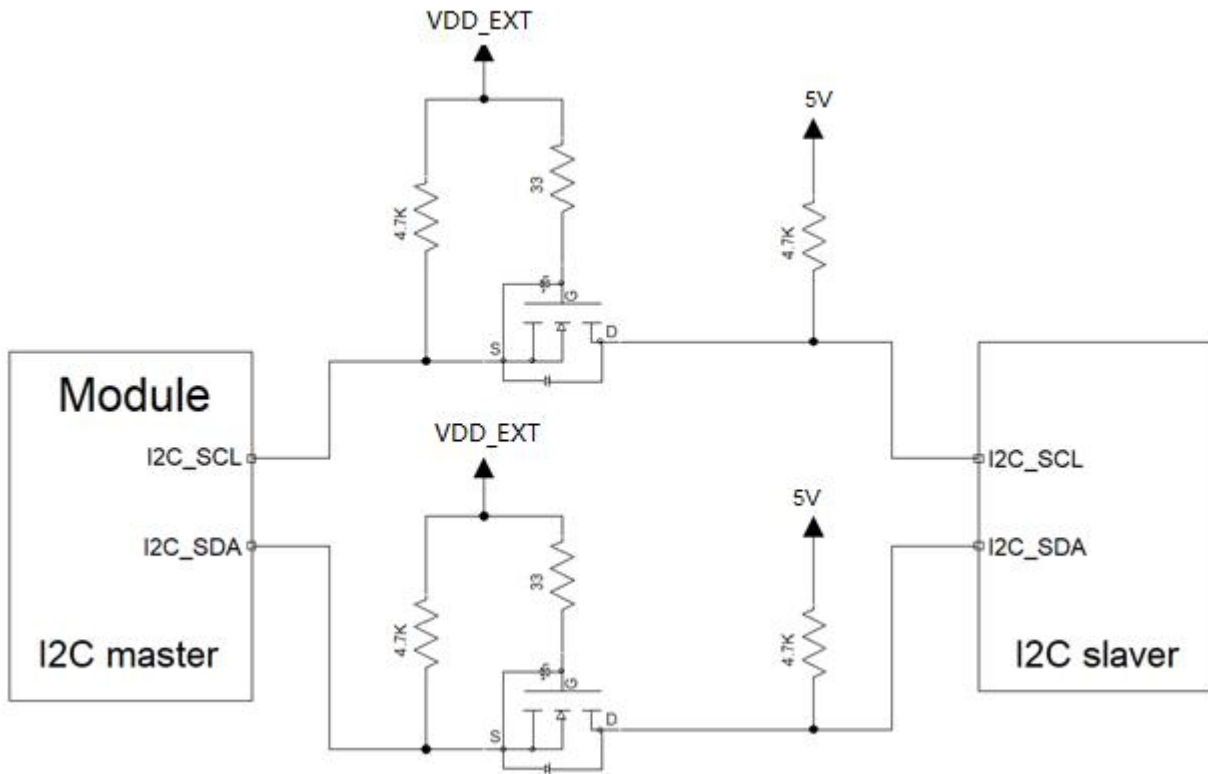 VDD_EXT
5V
33
4.7K
4.7K
G
D
S
Module
I2C_SCL
I2C_SCL
VDD_EXT
5V
I2C_SDA
I2C_SDA
33
4.7K
4.7K
I2C master
I2C slaver
G
D
S